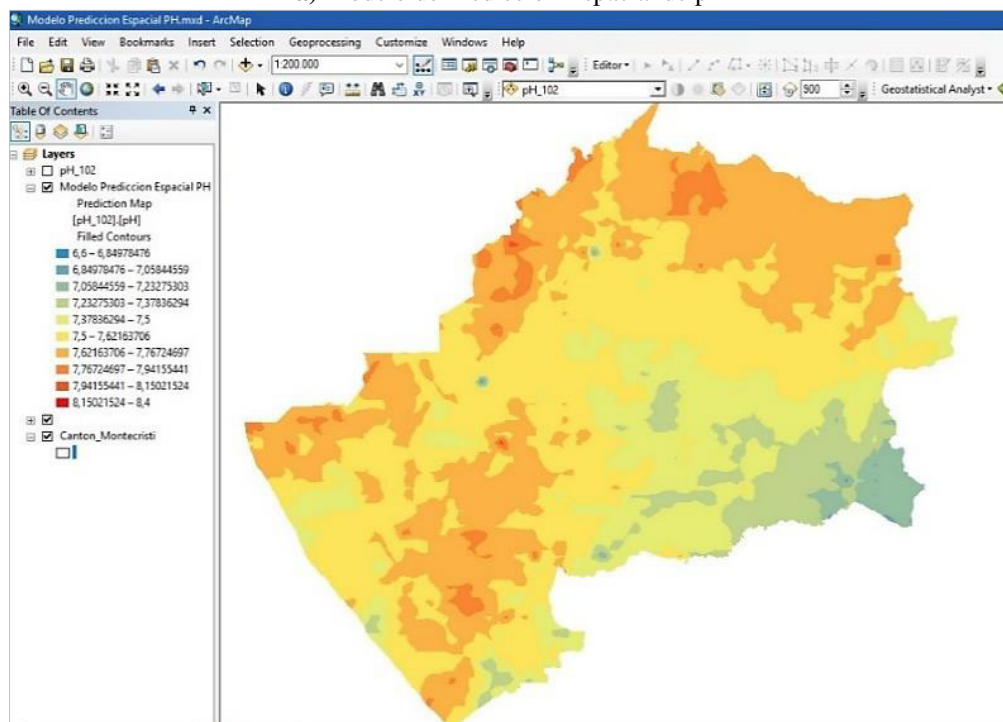 Modelo Prediccion Espacial PH.mxd - ArcMap
File Edit View Bookmarks Insert Selection Geoprocessing Customize Windows Help
1:200.000 Editor
pH_102 900 Geostatistical Analyst
Table Of Contents
Layers
pH_102
Modelo Prediccion Espacial PH
Prediction Map
[pH_102].[pH]
Filled Contours
6,6 – 6,84978476
6,84978476 – 7,05844559
7,05844559 – 7,23275303
7,23275303 – 7,37836294
7,37836294 – 7,5
7,5 – 7,62163706
7,62163706 – 7,76724697
7,76724697 – 7,94155441
7,94155441 – 8,15021524
8,15021524 – 8,4
Canton_Montecristi